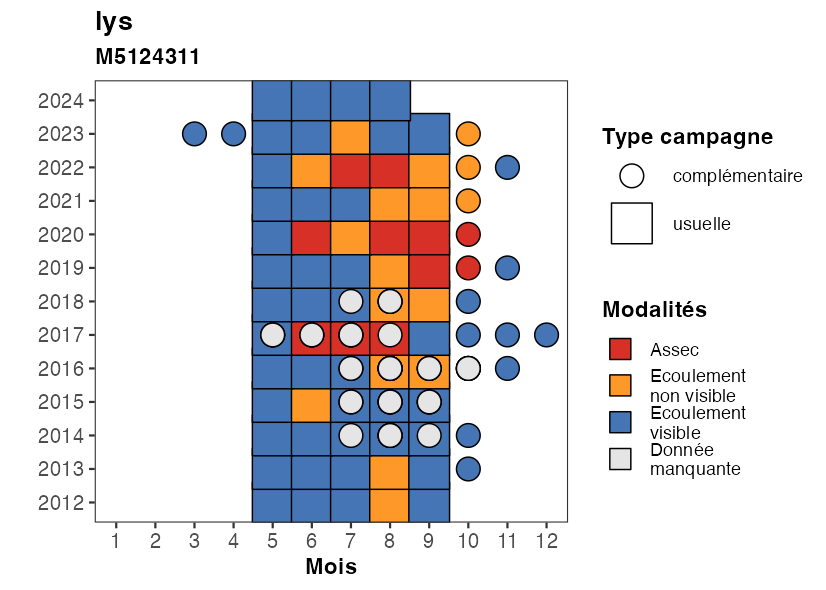 lys
M5124311
2024
2023
2022
2021
2020
2019
2018
2017
2016
2015
2014
2013
2012
1 2 3 4 5 6 7 8 9 10 11 12
Mois
Type campagne
complémentaire
usuelle
Modalités
Assec
Ecoulement
non visible
Ecoulement
visible
Donnée
manquante